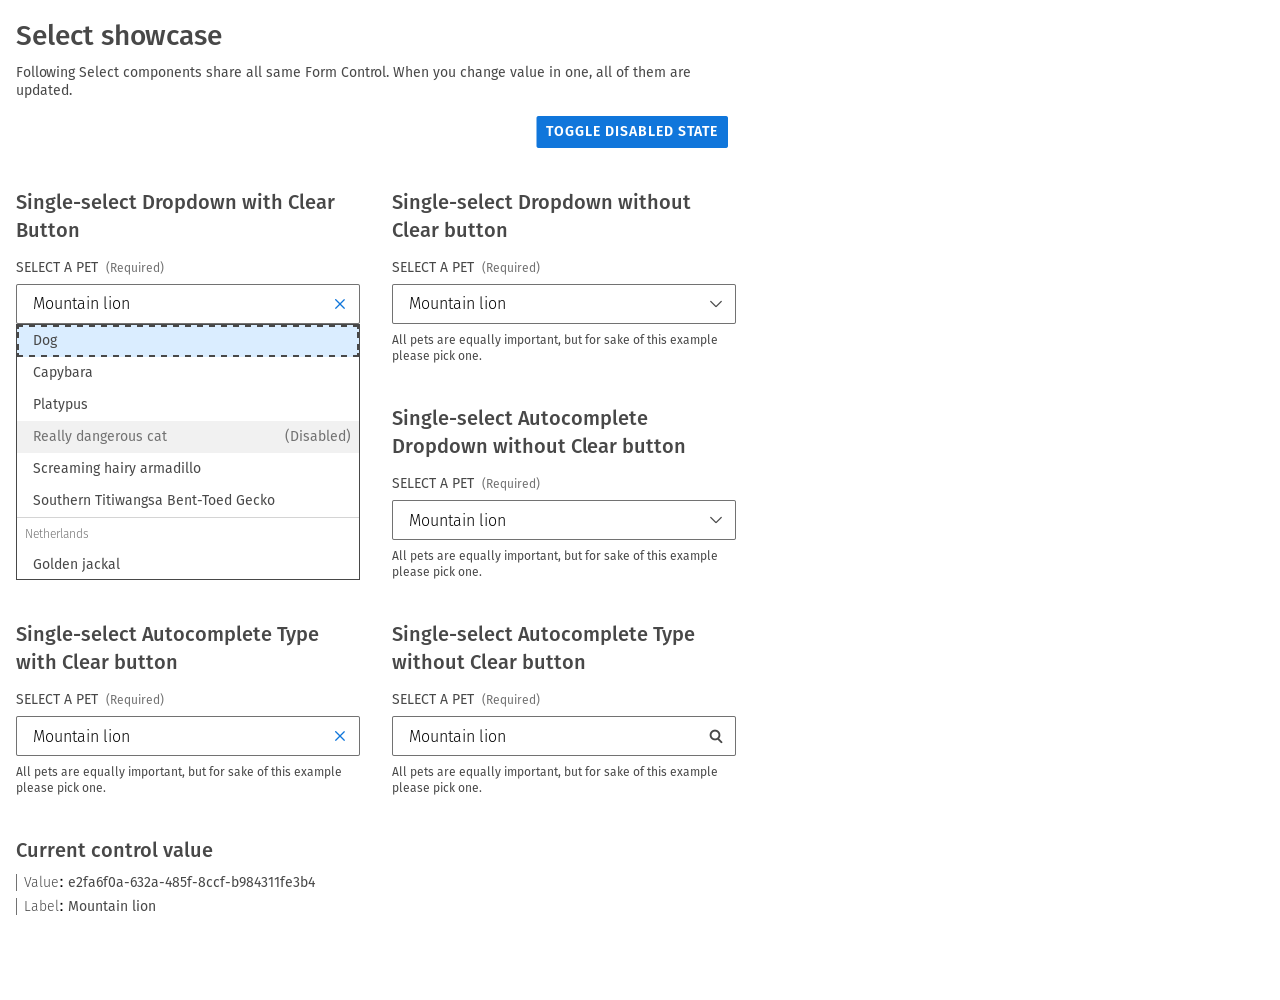 Select showcase
Following Select components share all same Form Control. When you change value in one, all of them are
updated.
TOGGLE DISABLED STATE
Single-select Dropdown with Clear
Button
SELECT A PET (Required)
Mountain lion
Dog
Capybara
Platypus
Really dangerous cat (Disabled)
Screaming hairy armadillo
Southern Titiwangsa Bent-Toed Gecko
Netherlands
Golden jackal
Single-select Dropdown without
Clear button
SELECT A PET (Required)
Mountain lion
All pets are equally important, but for sake of this example
please pick one.
Single-select Autocomplete
Dropdown without Clear button
SELECT A PET (Required)
Mountain lion
All pets are equally important, but for sake of this example
please pick one.
Single-select Autocomplete Type
with Clear button
SELECT A PET (Required)
Mountain lion
All pets are equally important, but for sake of this example
please pick one.
Single-select Autocomplete Type
without Clear button
SELECT A PET (Required)
Mountain lion
All pets are equally important, but for sake of this example
please pick one.
Current control value
Value: e2fa6f0a-632a-485f-8ccf-b984311fe3b4
Label: Mountain lion